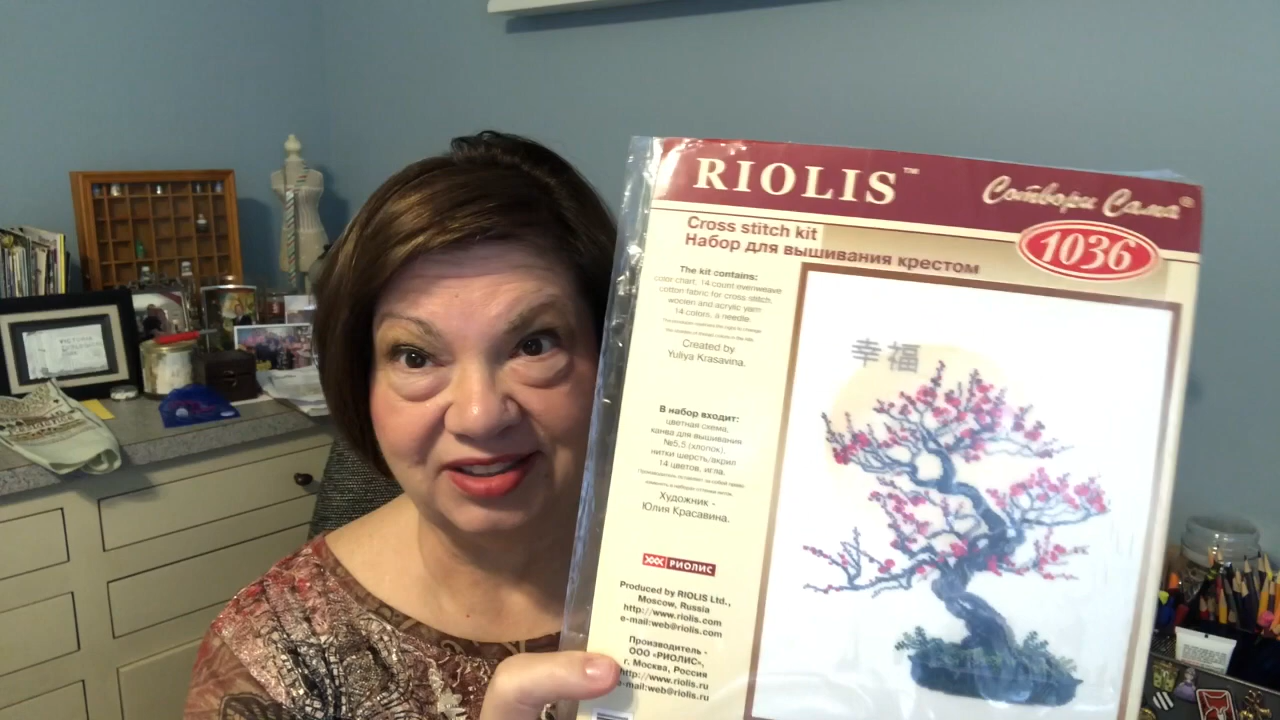 RIOLIS™
Сотвори Сама®
Cross stitch kit
Набор для вышивания крестом
1036
The kit contains:
color chart, 14 count evenweave
cotton fabric for cross stitch,
woolen and acrylic yarn
14 colors, a needle.
Created by
Yuliya Krasavina.
幸福
В набор входит:
цветная схема,
канва для вышивания
№5,5 (хлопок),
нитки шерсть/акрил
14 цветов, игла.
Художник -
Юлия Красавина.
РИОЛИС
Produced by RIOLIS Ltd.,
Moscow, Russia
http://www.riolis.com
e-mail:web@riolis.com
Производитель -
ООО «РИОЛИС»,
г. Москва, Россия
http://www.riolis.ru
e-mail:web@riolis.ru